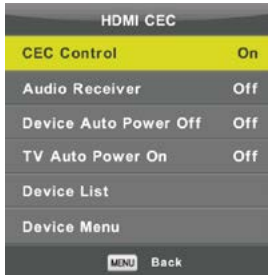 HDMI CEC
CEC Control On
Audio Receiver Off
Device Auto Power Off Off
TV Auto Power On Off
Device List
Device Menu
MENU Back